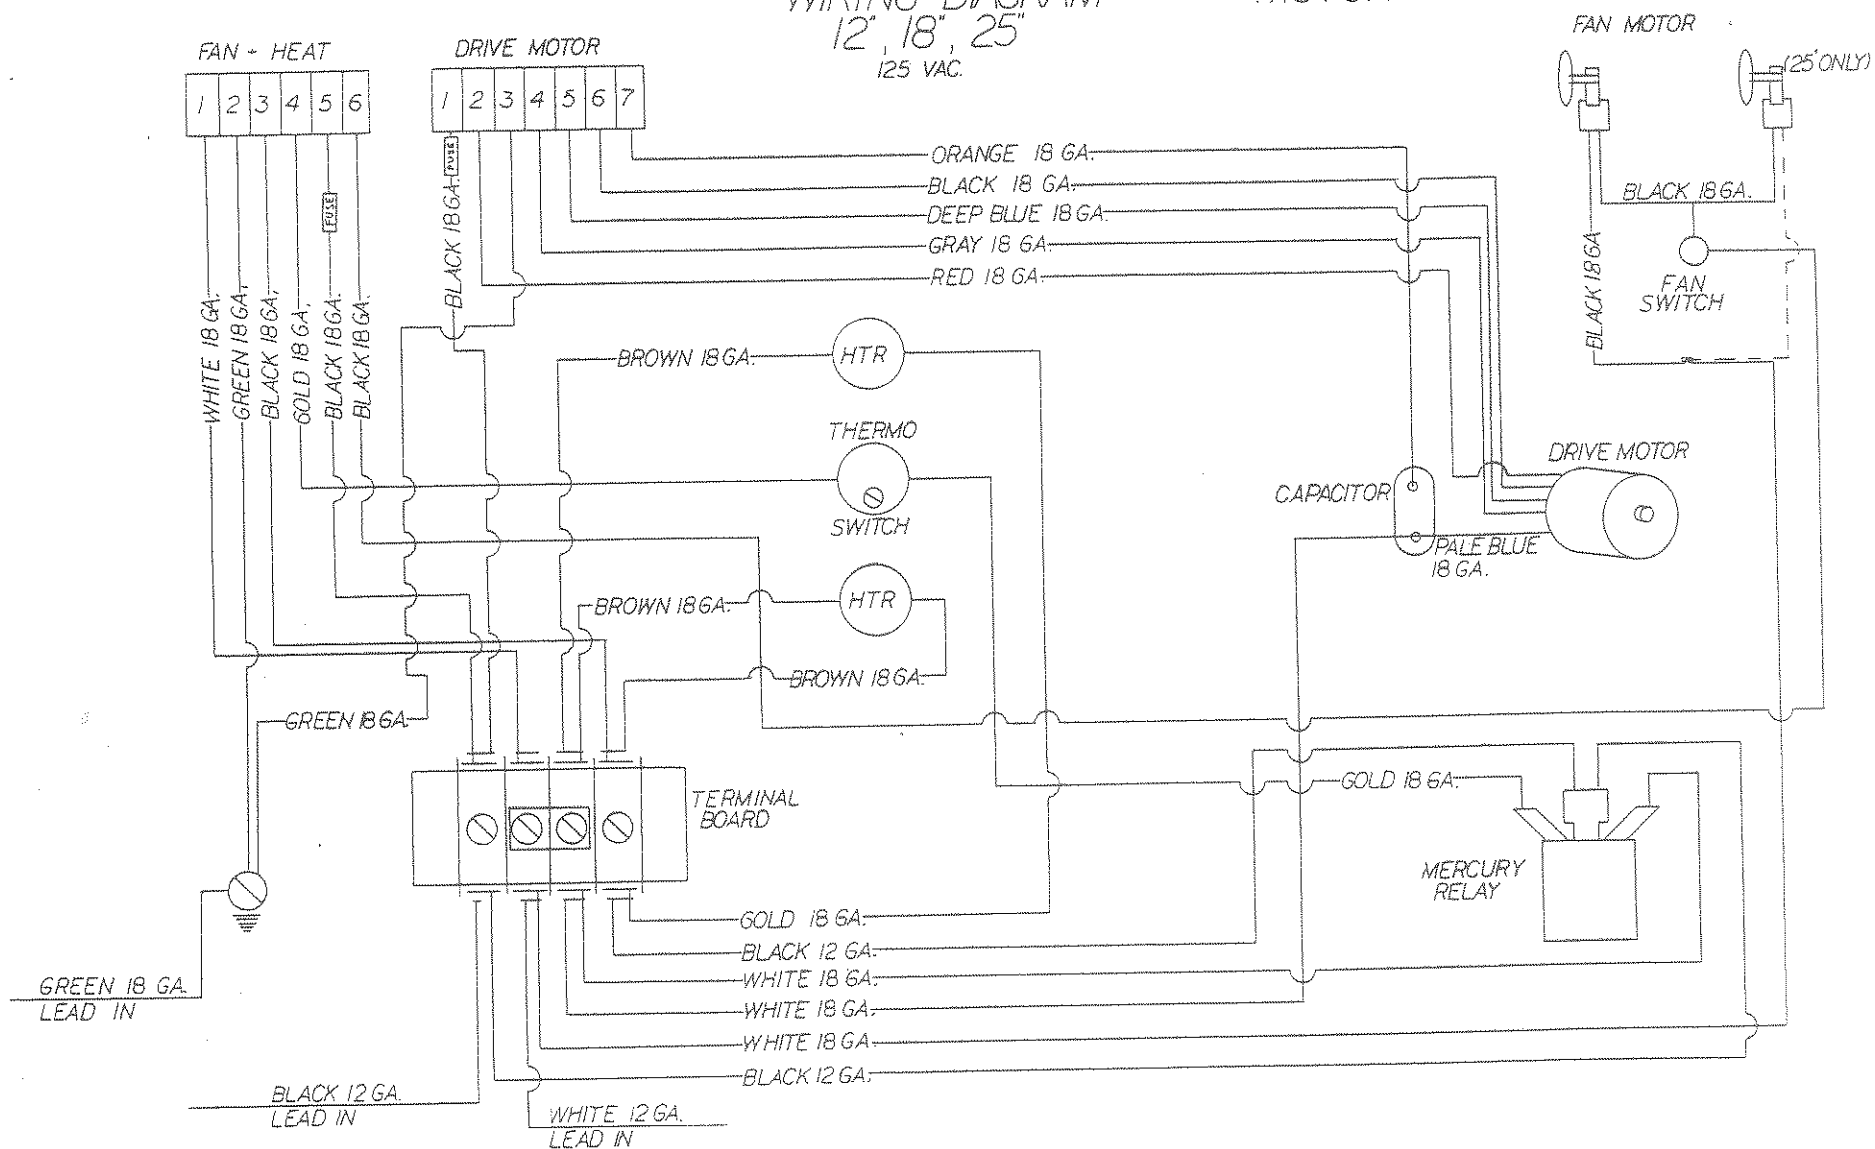 12", 18", 25"
125 VAC.
FAN - HEAT
DRIVE MOTOR
FAN MOTOR
(25" ONLY)
1 2 3 4 5 6
1 2 3 4 5 6 7
FUSE
FUSE
ORANGE 18 GA.
BLACK 18 GA.
DEEP BLUE 18 GA.
GRAY 18 GA.
RED 18 GA.
BLACK 18 GA.
BLACK 18 GA.
BLACK 18 GA
FAN
SWITCH
WHITE 18 GA.
GREEN 18 GA.
BLACK 18 GA.
GOLD 18 GA.
BLACK 18 GA.
BLACK 18 GA.
BROWN 18 GA.
HTR
THERMO
SWITCH
DRIVE MOTOR
CAPACITOR
PALE BLUE
18 GA.
BROWN 18 GA.
HTR
BROWN 18 GA.
GREEN 18 GA.
TERMINAL
BOARD
GOLD 18 GA.
MERCURY
RELAY
GOLD 18 GA.
BLACK 12 GA.
WHITE 18 GA.
WHITE 18 GA.
WHITE 18 GA.
BLACK 12 GA.
GREEN 18 GA.
LEAD IN
BLACK 12 GA.
LEAD IN
WHITE 12 GA.
LEAD IN